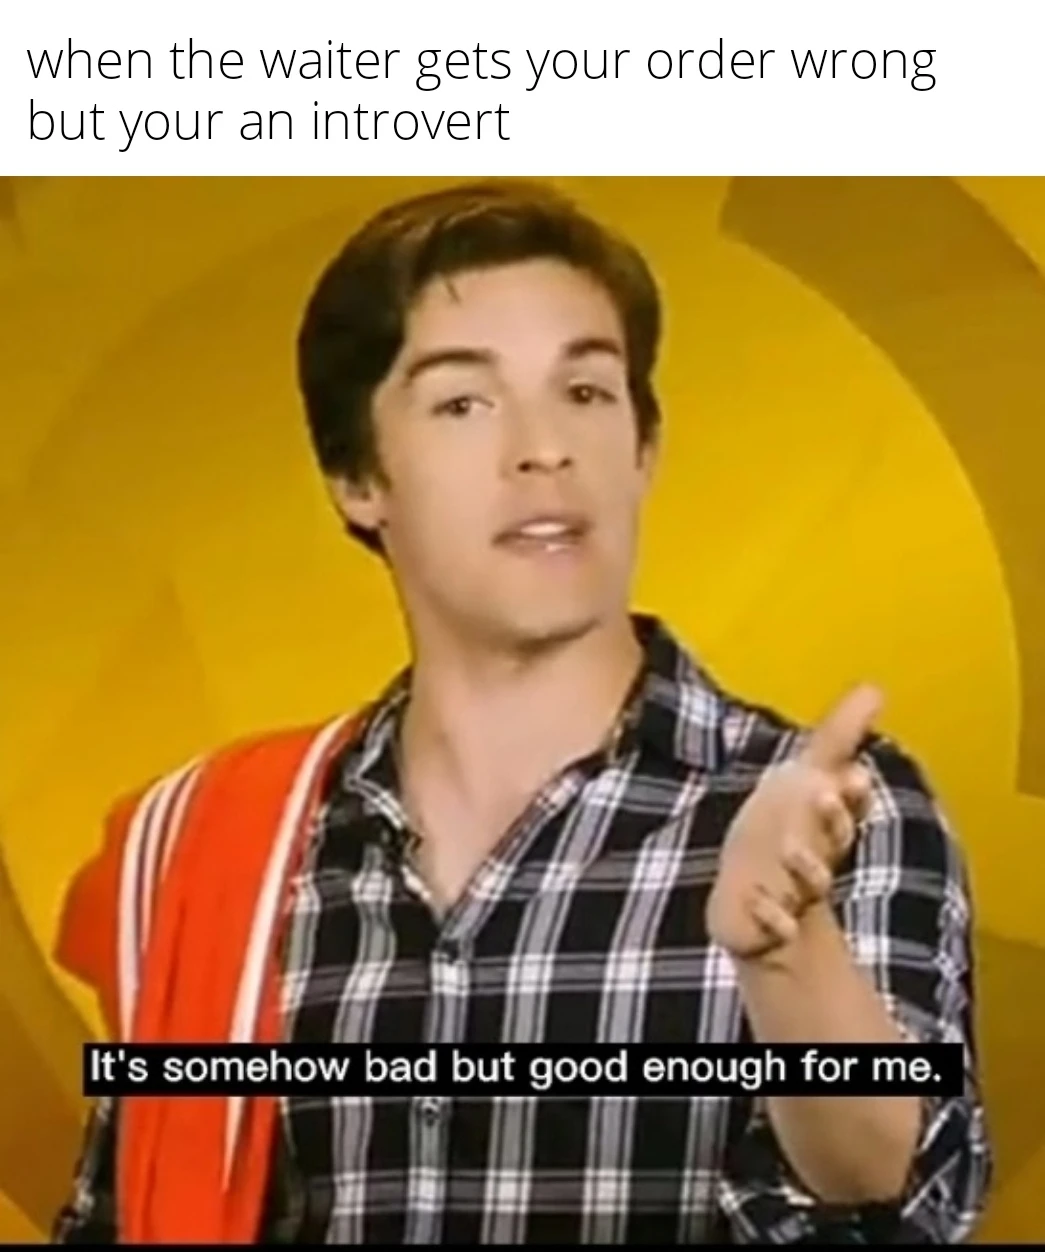 when the waiter gets your order wrong
but your an introvert
It's somehow bad but good enough for me.